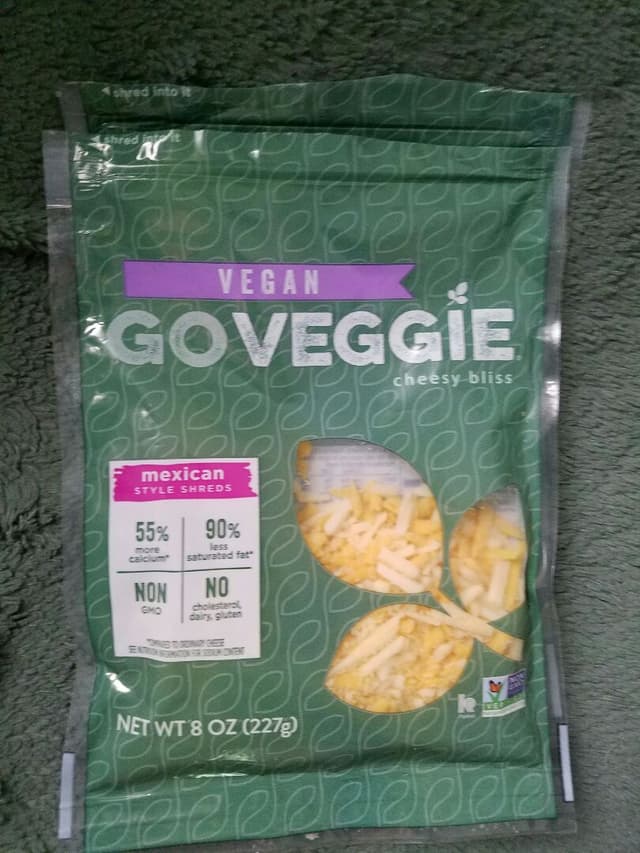 shred into it
shred into it
VEGAN
GOVEGGiE
cheesy bliss
mexican
STYLE SHREDS
55%
more
calcium*
90%
less
saturated fat*
NON
GMO
NO
cholesterol,
dairy, gluten
NET WT 8 OZ (227g)